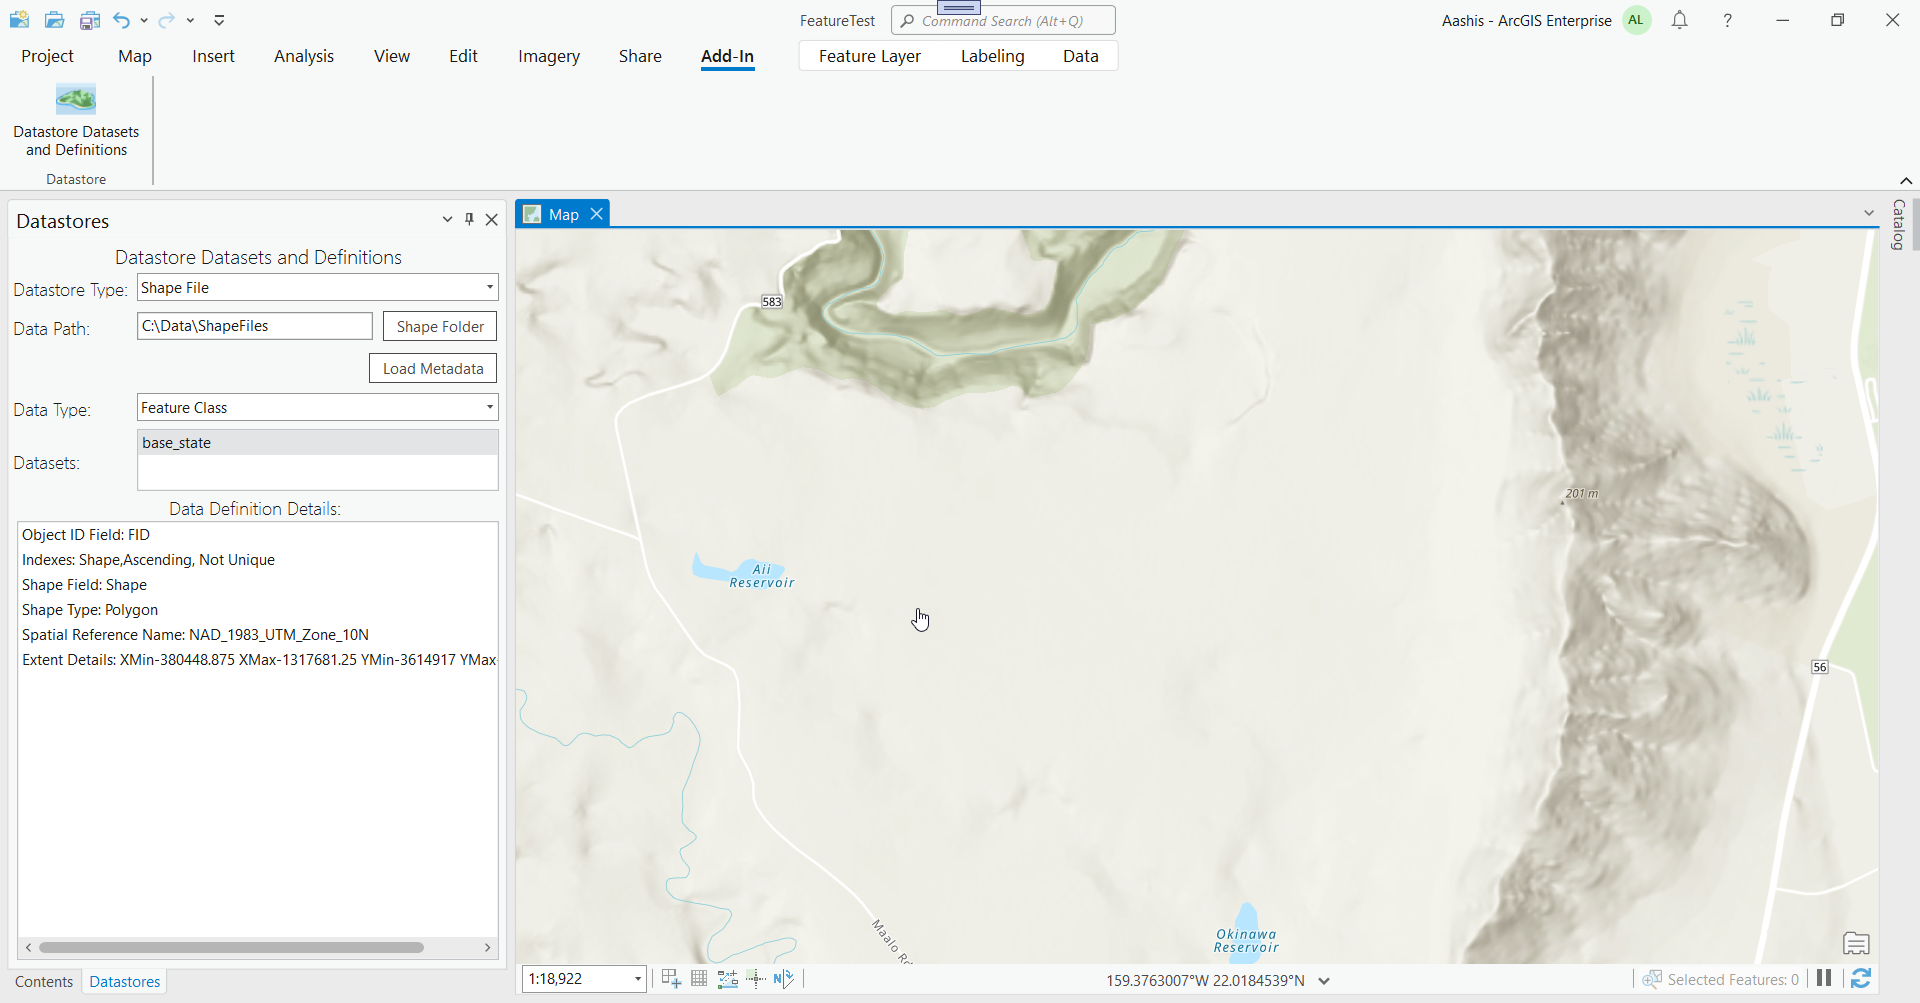 FeatureTest
Command Search (Alt+Q)
Aashis - ArcGIS Enterprise
AL
?
Project
Map
Insert
Analysis
View
Edit
Imagery
Share
Add-In
Feature Layer
Labeling
Data
Datastore Datasets
and Definitions
Datastore
Datastores
Datastore Datasets and Definitions
Datastore Type:
Shape File
Data Path:
C:\Data\ShapeFiles
Shape Folder
Load Metadata
Data Type:
Feature Class
Datasets:
base_state
Data Definition Details:
Object ID Field: FID
Indexes: Shape,Ascending, Not Unique
Shape Field: Shape
Shape Type: Polygon
Spatial Reference Name: NAD_1983_UTM_Zone_10N
Extent Details: XMin-380448.875 XMax-1317681.25 YMin-3614917 YMax-
Contents
Datastores
Map
Catalog
583
201 m
Aii
Reservoir
56
Maalo Rd
Okinawa
Reservoir
1:18,922
N
159.3763007°W 22.0184539°N
Selected Features: 0